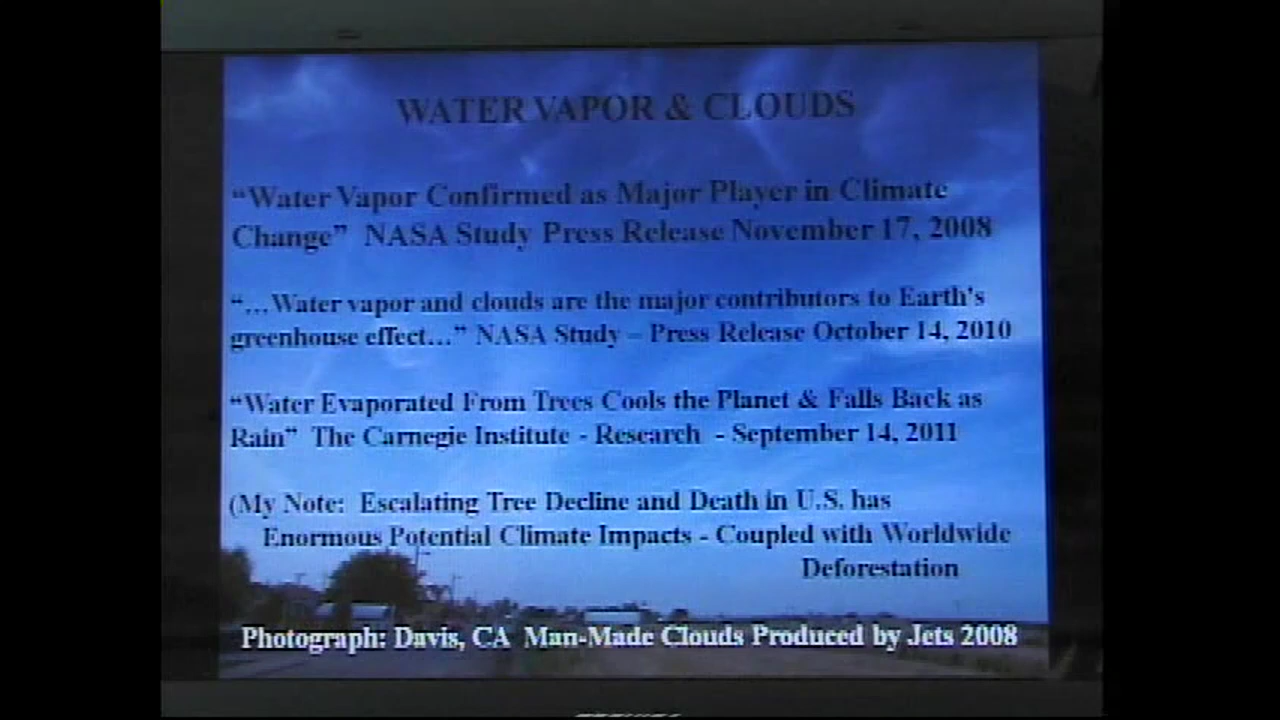 WATER VAPOR & CLOUDS
“Water Vapor Confirmed as Major Player in Climate
Change” NASA Study Press Release November 17, 2008
“…Water vapor and clouds are the major contributors to Earth's
greenhouse effect…” NASA Study – Press Release October 14, 2010
“Water Evaporated From Trees Cools the Planet & Falls Back as
Rain” The Carnegie Institute - Research - September 14, 2011
(My Note: Escalating Tree Decline and Death in U.S. has
Enormous Potential Climate Impacts - Coupled with Worldwide
Deforestation
Photograph: Davis, CA Man-Made Clouds Produced by Jets 2008